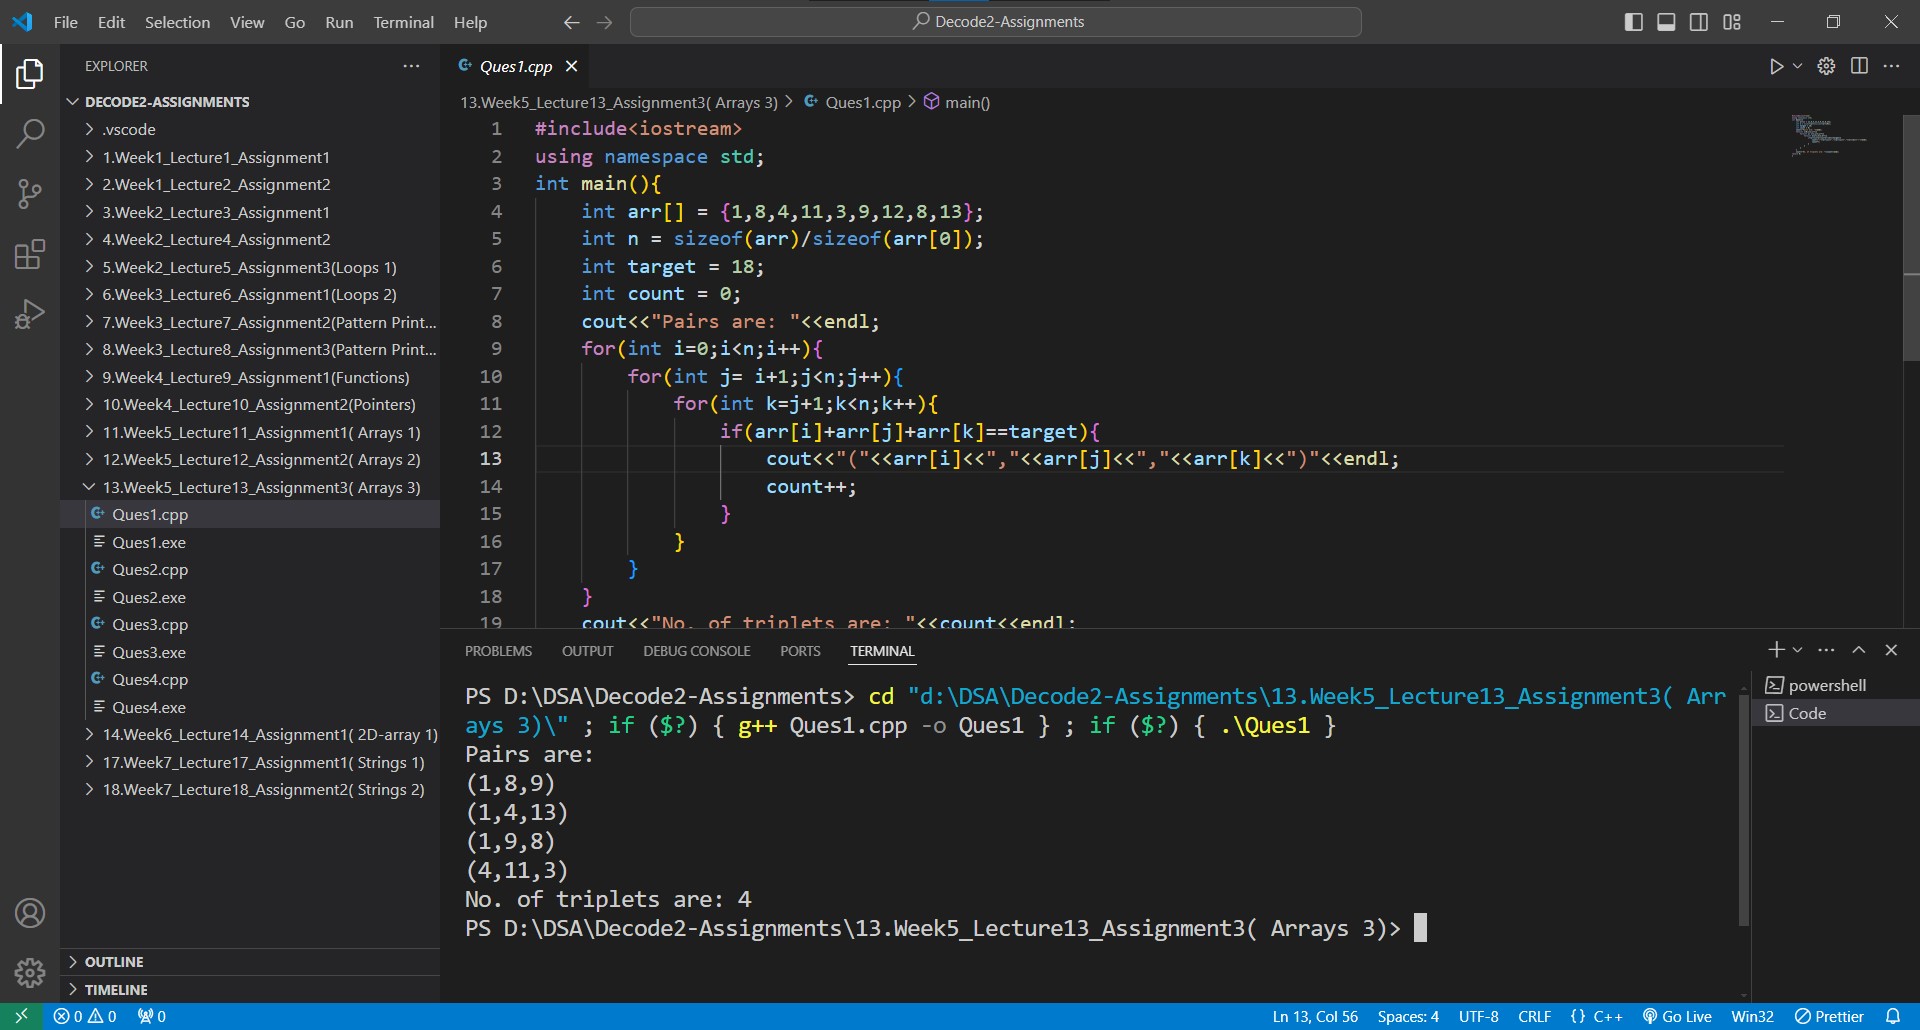 File Edit Selection View Go Run Terminal Help
Decode2-Assignments
EXPLORER
DECODE2-ASSIGNMENTS
.vscode
1.Week1_Lecture1_Assignment1
2.Week1_Lecture2_Assignment2
3.Week2_Lecture3_Assignment1
4.Week2_Lecture4_Assignment2
5.Week2_Lecture5_Assignment3(Loops 1)
6.Week3_Lecture6_Assignment1(Loops 2)
7.Week3_Lecture7_Assignment2(Pattern Print...
8.Week3_Lecture8_Assignment3(Pattern Print...
9.Week4_Lecture9_Assignment1(Functions)
10.Week4_Lecture10_Assignment2(Pointers)
11.Week5_Lecture11_Assignment1( Arrays 1)
12.Week5_Lecture12_Assignment2( Arrays 2)
13.Week5_Lecture13_Assignment3( Arrays 3)
Ques1.cpp
Ques1.exe
Ques2.cpp
Ques2.exe
Ques3.cpp
Ques3.exe
Ques4.cpp
Ques4.exe
14.Week6_Lecture14_Assignment1( 2D-array 1)
17.Week7_Lecture17_Assignment1( Strings 1)
18.Week7_Lecture18_Assignment2( Strings 2)
OUTLINE
TIMELINE
Ques1.cpp
13.Week5_Lecture13_Assignment3( Arrays 3) > Ques1.cpp > main()
1 #include<iostream>
2 using namespace std;
3 int main(){
4 int arr[] = {1,8,4,11,3,9,12,8,13};
5 int n = sizeof(arr)/sizeof(arr[0]);
6 int target = 18;
7 int count = 0;
8 cout<<"Pairs are: "<<endl;
9 for(int i=0;i<n;i++){
10 for(int j= i+1;j<n;j++){
11 for(int k=j+1;k<n;k++){
12 if(arr[i]+arr[j]+arr[k]==target){
13 cout<<"("<<arr[i]<<","<<arr[j]<<","<<arr[k]<<")"<<endl;
14 count++;
15 }
16 }
17 }
18 }
19 cout<<"No. of triplets are: "<<count<<endl;
PROBLEMS OUTPUT DEBUG CONSOLE PORTS TERMINAL
PS D:\DSA\Decode2-Assignments> cd "d:\DSA\Decode2-Assignments\13.Week5_Lecture13_Assignment3( Arr
ays 3)\" ; if ($?) { g++ Ques1.cpp -o Ques1 } ; if ($?) { .\Ques1 }
Pairs are:
(1,8,9)
(1,4,13)
(1,9,8)
(4,11,3)
No. of triplets are: 4
PS D:\DSA\Decode2-Assignments\13.Week5_Lecture13_Assignment3( Arrays 3)>
powershell
Code
0 0 0
Ln 13, Col 56 Spaces: 4 UTF-8 CRLF {} C++ Go Live Win32 Prettier